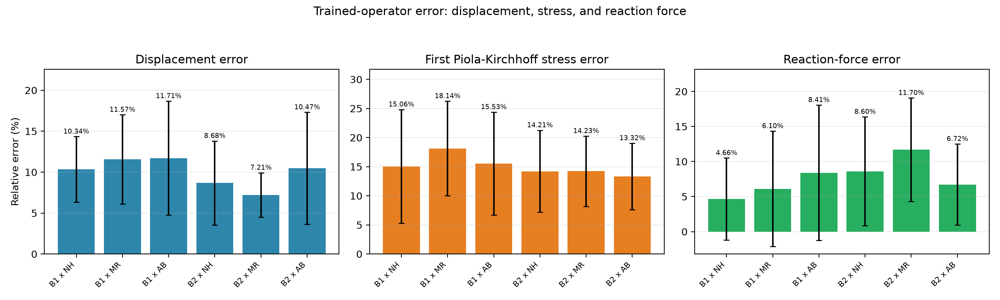 Trained-operator error: displacement, stress, and reaction force
Displacement error
Relative error (%)
20
15
10
5
0
10.34%
11.57%
11.71%
8.68%
7.21%
10.47%
B1 x NH
B1 x MR
B1 x AB
B2 x NH
B2 x MR
B2 x AB
First Piola-Kirchhoff stress error
30
25
20
15
10
5
0
15.06%
18.14%
15.53%
14.21%
14.23%
13.32%
B1 x NH
B1 x MR
B1 x AB
B2 x NH
B2 x MR
B2 x AB
Reaction-force error
20
15
10
5
0
4.66%
6.10%
8.41%
8.60%
11.70%
6.72%
B1 x NH
B1 x MR
B1 x AB
B2 x NH
B2 x MR
B2 x AB